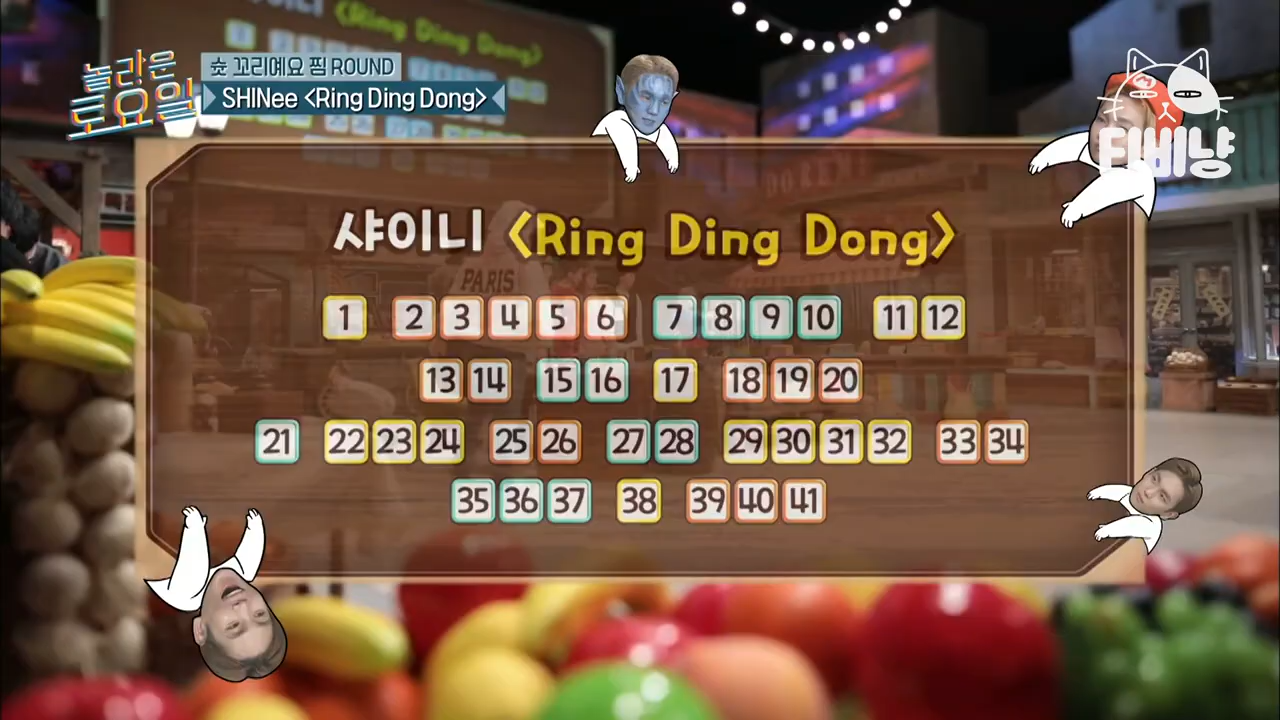 놀라운
토요일
숏 꼬리예요 찜 ROUND
SHINee <Ring Ding Dong>
티비냥
샤이니 <Ring Ding Dong>
1 2 3 4 5 6 7 8 9 10 11 12
13 14 15 16 17 18 19 20
21 22 23 24 25 26 27 28 29 30 31 32 33 34
35 36 37 38 39 40 41
PARIS